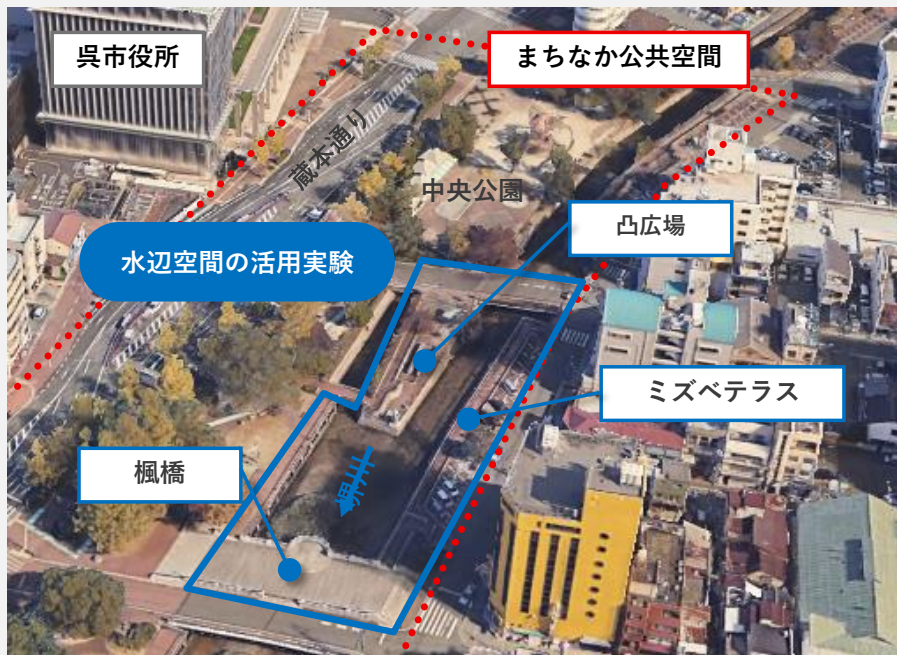 呉市役所
まちなか公共空間
蔵本通り
中央公園
凸広場
水辺空間の活用実験
ミズベテラス
楓橋
堺川